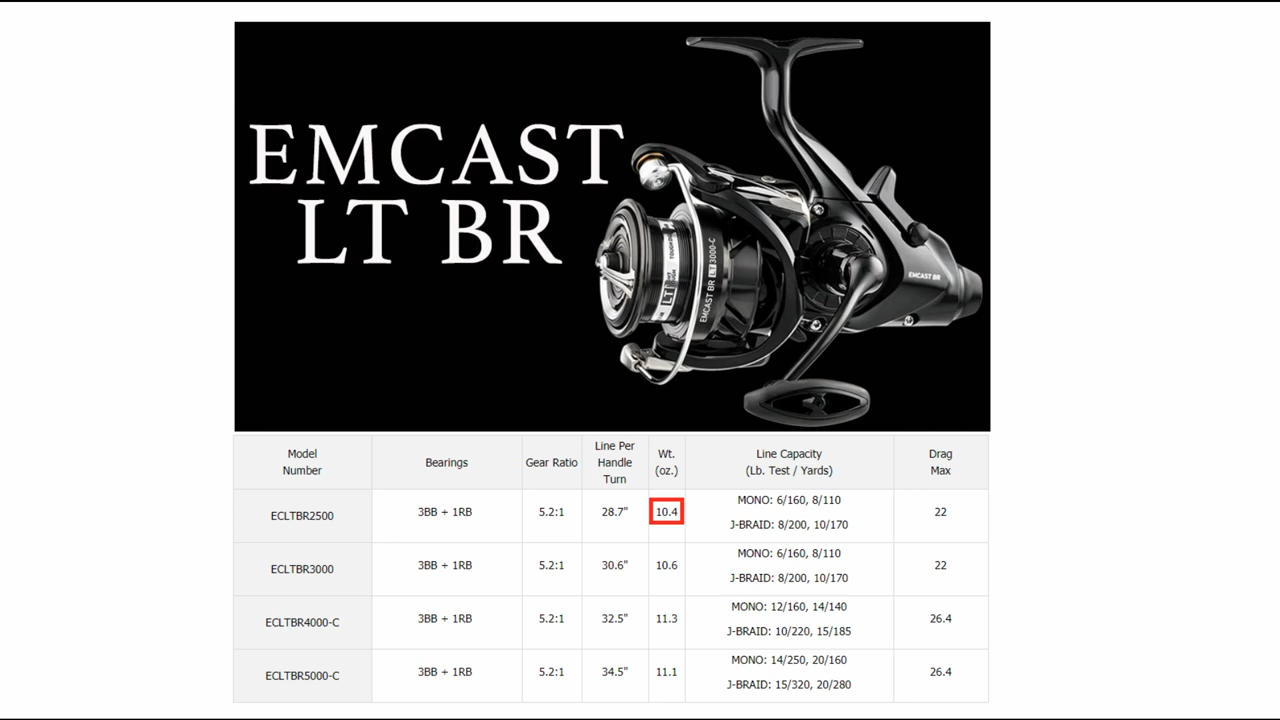 EMCAST
LT BR
EMCAST BR LT 3000-C
EMCAST BR
LT
Model
Number
Bearings
Gear Ratio
Line Per
Handle
Turn
Wt.
(oz.)
Line Capacity
(Lb. Test / Yards)
Drag
Max
ECLTBR2500
3BB + 1RB
5.2:1
28.7"
10.4
MONO: 6/160, 8/110
J-BRAID: 8/200, 10/170
22
ECLTBR3000
3BB + 1RB
5.2:1
30.6"
10.6
MONO: 6/160, 8/110
J-BRAID: 8/200, 10/170
22
ECLTBR4000-C
3BB + 1RB
5.2:1
32.5"
11.3
MONO: 12/160, 14/140
J-BRAID: 10/220, 15/185
26.4
ECLTBR5000-C
3BB + 1RB
5.2:1
34.5"
11.1
MONO: 14/250, 20/160
J-BRAID: 15/320, 20/280
26.4